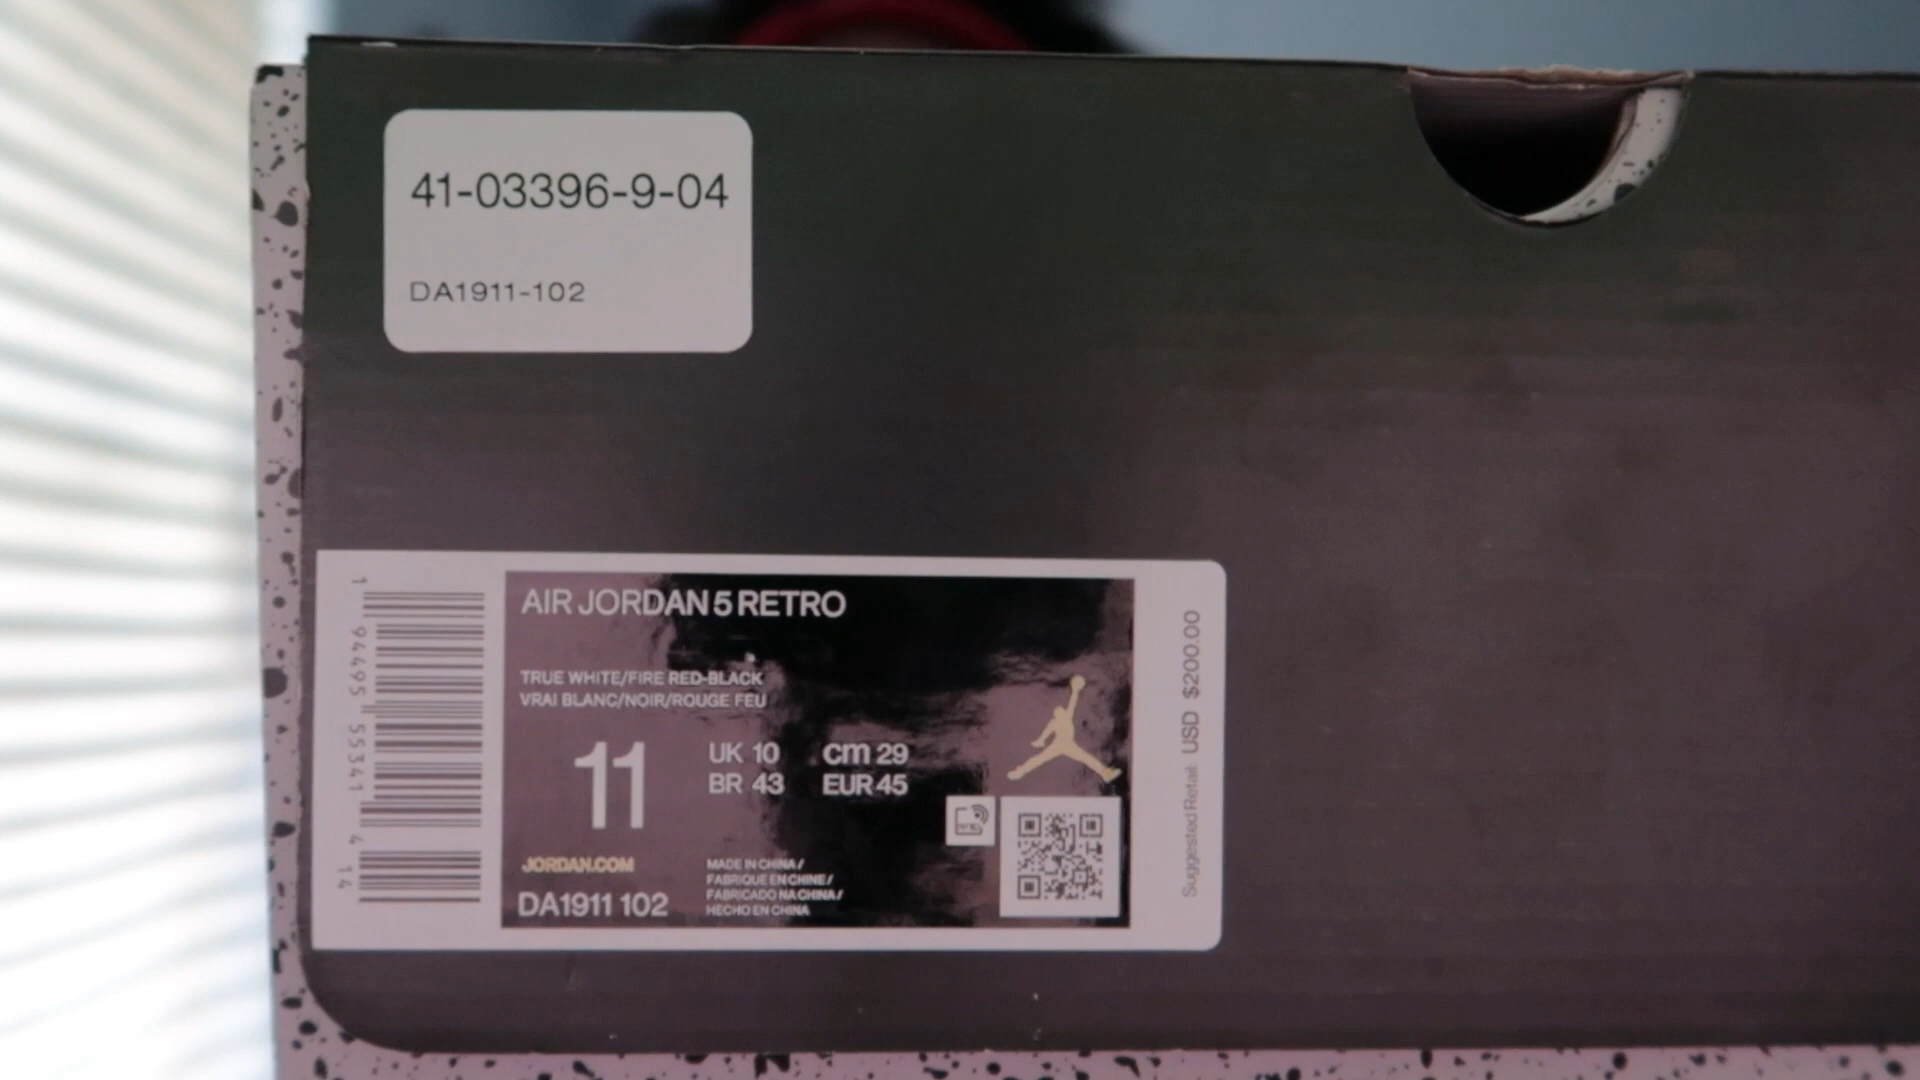 41-03396-9-04
DA1911-102
AIR JORDAN 5 RETRO
TRUE WHITE/FIRE RED-BLACK
VRAI BLANC/NOIR/ROUGE FEU
11
UK 10
cm 29
BR 43
EUR 45
JORDAN.COM
DA1911 102
MADE IN CHINA/
FABRIQUE EN CHINE/
FABRICADO NA CHINA/
HECHO EN CHINA
1 94495 55341 4 14
Suggested Retail USD $200.00